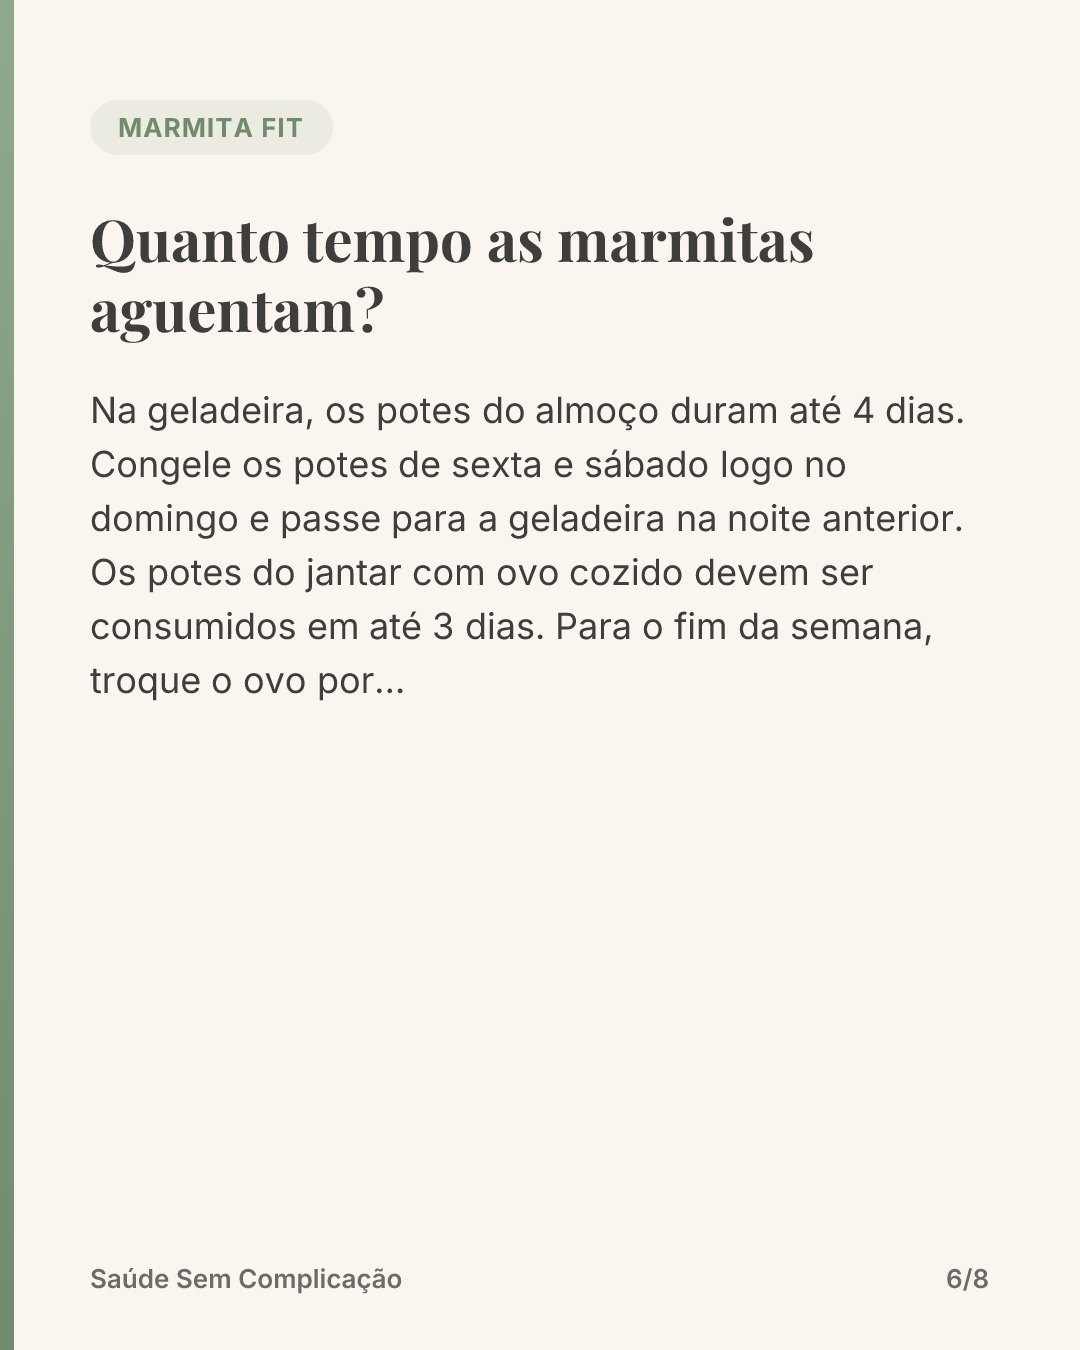 MARMITA FIT
Quanto tempo as marmitas
aguentam?
Na geladeira, os potes do almoço duram até 4 dias.
Congele os potes de sexta e sábado logo no
domingo e passe para a geladeira na noite anterior.
Os potes do jantar com ovo cozido devem ser
consumidos em até 3 dias. Para o fim da semana,
troque o ovo por...
Saúde Sem Complicação
6/8